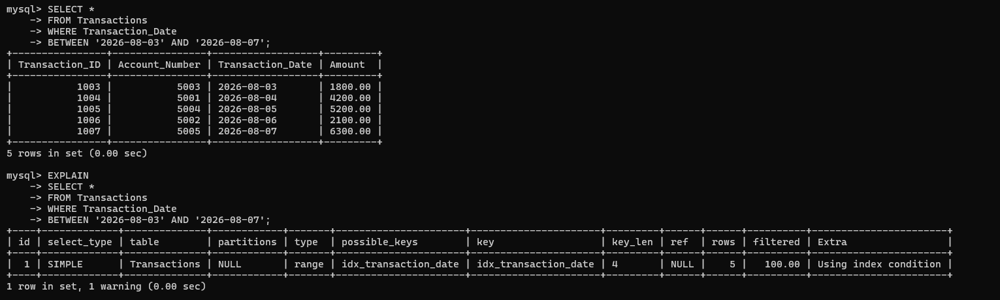 mysql> SELECT *
    -> FROM Transactions
    -> WHERE Transaction_Date
    -> BETWEEN '2026-08-03' AND '2026-08-07';
+----------------+----------------+------------------+---------+
| Transaction_ID | Account_Number | Transaction_Date | Amount  |
+----------------+----------------+------------------+---------+
|           1003 |           5003 | 2026-08-03       | 1800.00 |
|           1004 |           5001 | 2026-08-04       | 4200.00 |
|           1005 |           5004 | 2026-08-05       | 5200.00 |
|           1006 |           5002 | 2026-08-06       | 2100.00 |
|           1007 |           5005 | 2026-08-07       | 6300.00 |
+----------------+----------------+------------------+---------+
5 rows in set (0.00 sec)

mysql> EXPLAIN
    -> SELECT *
    -> FROM Transactions
    -> WHERE Transaction_Date
    -> BETWEEN '2026-08-03' AND '2026-08-07';
+----+-------------+--------------+------------+-------+----------------------+----------------------+---------+------+------+----------+-----------------------+
| id | select_type | table        | partitions | type  | possible_keys        | key                  | key_len | ref  | rows | filtered | Extra                 |
+----+-------------+--------------+------------+-------+----------------------+----------------------+---------+------+------+----------+-----------------------+
|  1 | SIMPLE      | Transactions | NULL       | range | idx_transaction_date | idx_transaction_date | 4       | NULL |    5 |   100.00 | Using index condition |
+----+-------------+--------------+------------+-------+----------------------+----------------------+---------+------+------+----------+-----------------------+
1 row in set, 1 warning (0.00 sec)